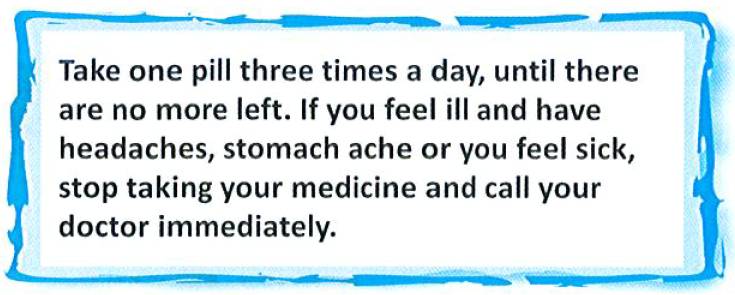 Take one pill three times a day, until there
are no more left. If you feel ill and have
headaches, stomach ache or you feel sick,
stop taking your medicine and call your
doctor immediately.